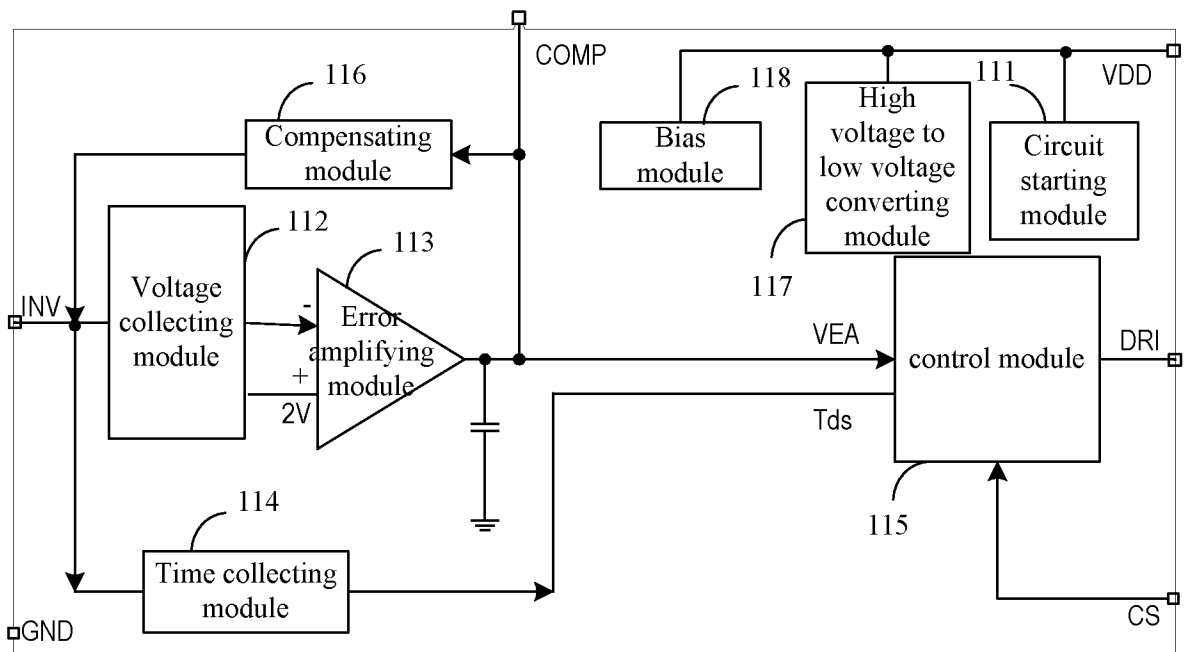 COMP
VDD
116
118
111
Compensating
module
Bias
module
High
voltage to
low voltage
converting
module
Circuit
starting
module
112
113
117
INV
Voltage
collecting
module
-
Error
amplifying
module
+
2V
VEA
Tds
control module
DRI
115
114
Time collecting
module
CS
GND